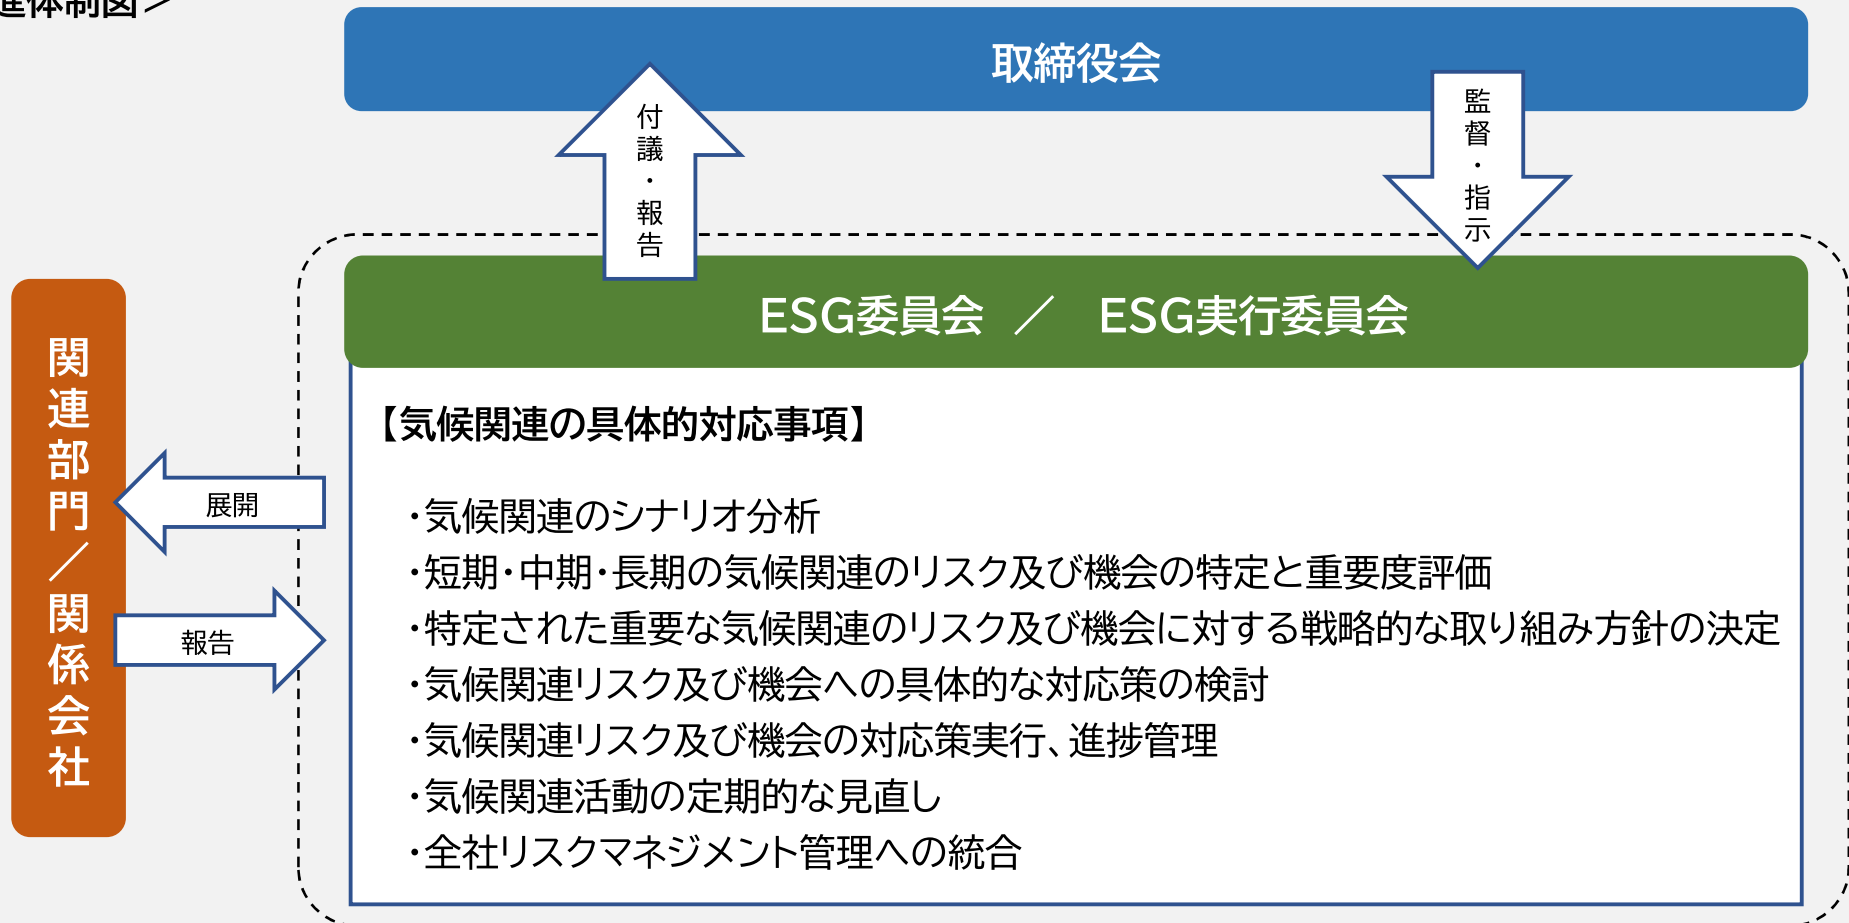 進体制図＞
取締役会
付議・報告
監督・指示
ESG委員会 ／ ESG実行委員会
関連部門／関係会社
展開
報告
【気候関連の具体的対応事項】
・気候関連のシナリオ分析
・短期・中期・長期の気候関連のリスク及び機会の特定と重要度評価
・特定された重要な気候関連のリスク及び機会に対する戦略的な取り組み方針の決定
・気候関連リスク及び機会への具体的な対応策の検討
・気候関連リスク及び機会の対応策実行、進捗管理
・気候関連活動の定期的な見直し
・全社リスクマネジメント管理への統合